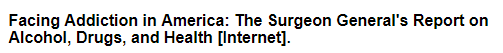 Facing Addiction in America: The Surgeon General's Report on
Alcohol, Drugs, and Health [Internet].